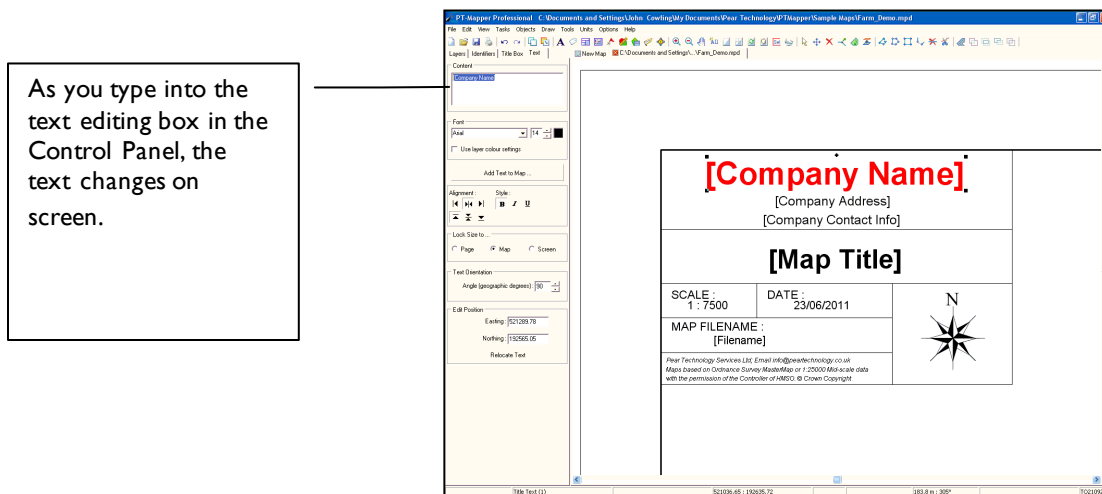 PT-Mapper Professional C:\Documents and Settings\John Cowling\My Documents\Pear Technology\PTMapper\Sample Maps\Farm_Demo.mpd
File Edit View Tasks Objects Draw Tools Units Options Help
Layers Identifiers Title Box Text
New Map C:\Documents and Settings\...\Farm_Demo.mpd
As you type into the
text editing box in the
Control Panel, the
text changes on
screen.
Content
[Company Name]
Font
Arial 14
Use layer colour settings
Add Text to Map ...
Alignment : Style :
B I U
Lock Size to ...
Page Map Screen
Text Orientation
Angle (geographic degrees) : 90
Edit Position
Easting : 521289.78
Northing : 192565.05
Relocate Text
[Company Name]
[Company Address]
[Company Contact Info]
[Map Title]
SCALE :
1 : 7500
DATE :
23/06/2011
N
MAP FILENAME :
[Filename]
Pear Technology Services Ltd; Email info@peartechnology.co.uk
Maps based on Ordnance Survey MasterMap or 1:25000 Mid-scale data
with the permission of the Controller of HMSO. © Crown Copyright
Title Text (1) 521036.65 : 192635.72 183.8 m : 305°